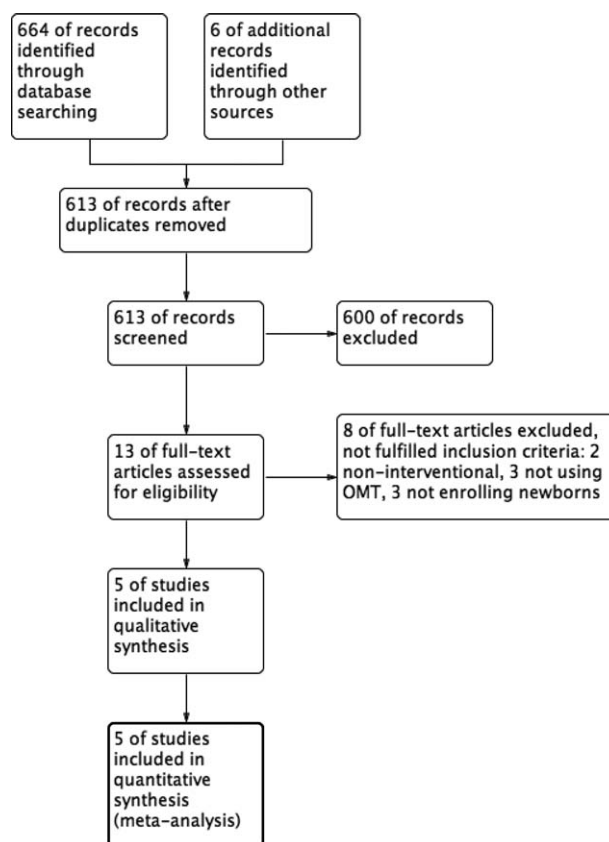 664 of records
identified
through
database
searching
6 of additional
records
identified
through other
sources
613 of records after
duplicates removed
613 of records
screened
600 of records
excluded
13 of full-text
articles assessed
for eligibility
8 of full-text articles excluded,
not fulfilled inclusion criteria: 2
non-interventional, 3 not using
OMT, 3 not enrolling newborns
5 of studies
included in
qualitative
synthesis
5 of studies
included in
quantitative
synthesis
(meta-analysis)